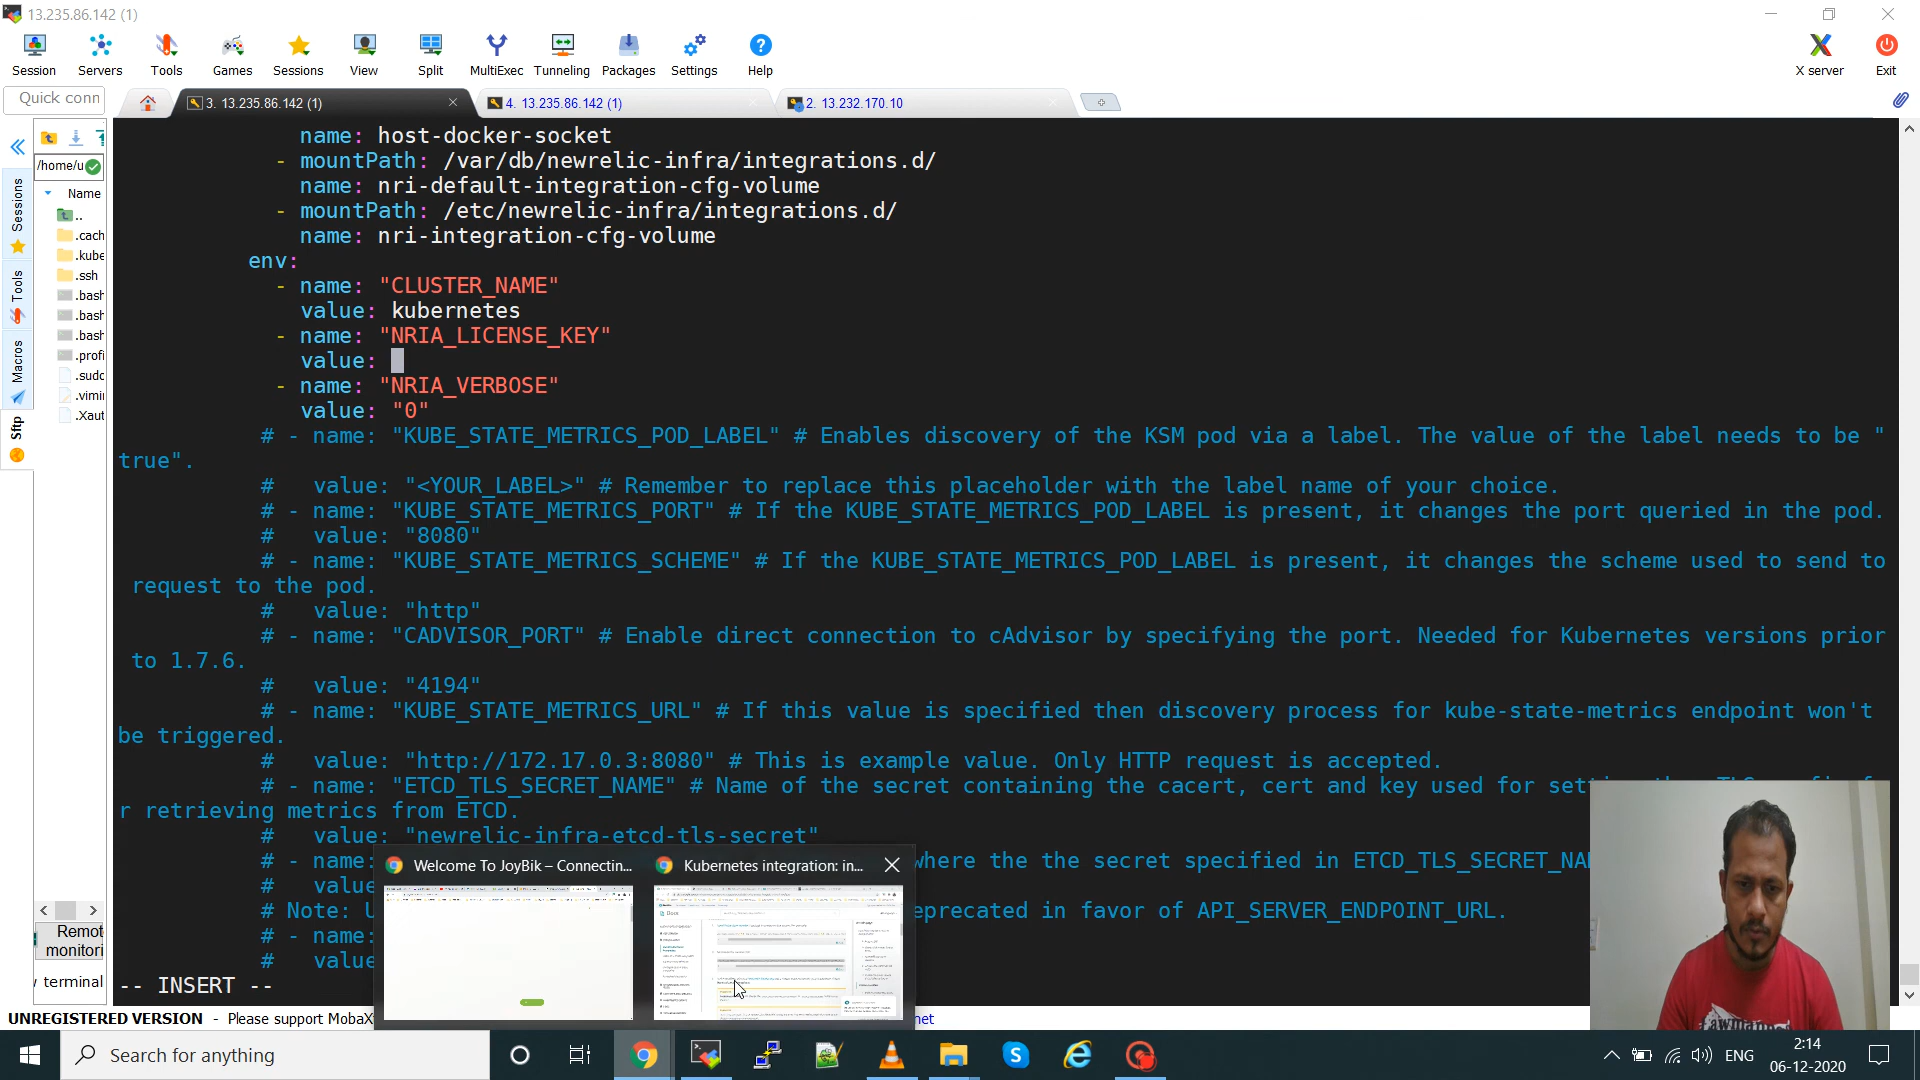 13.235.86.142 (1)
Session Servers Tools Games Sessions View Split MultiExec Tunneling Packages Settings Help X server Exit
Quick conn
3. 13.235.86.142 (1)
4. 13.235.86.142 (1)
2. 13.232.170.10
/home/u
Name
..
.cach
.kube
.ssh
.bash
.bash
.bash
.profi
.sudc
.vimi
.Xaut
Sessions
Tools
Macros
Sftp
Remot
monitori
terminal
name: host-docker-socket
- mountPath: /var/db/newrelic-infra/integrations.d/
name: nri-default-integration-cfg-volume
- mountPath: /etc/newrelic-infra/integrations.d/
name: nri-integration-cfg-volume
env:
- name: "CLUSTER_NAME"
value: kubernetes
- name: "NRIA_LICENSE_KEY"
value:
- name: "NRIA_VERBOSE"
value: "0"
# - name: "KUBE_STATE_METRICS_POD_LABEL" # Enables discovery of the KSM pod via a label. The value of the label needs to be "
true".
# value: "<YOUR_LABEL>" # Remember to replace this placeholder with the label name of your choice.
# - name: "KUBE_STATE_METRICS_PORT" # If the KUBE_STATE_METRICS_POD_LABEL is present, it changes the port queried in the pod.
# value: "8080"
# - name: "KUBE_STATE_METRICS_SCHEME" # If the KUBE_STATE_METRICS_POD_LABEL is present, it changes the scheme used to send to
request to the pod.
# value: "http"
# - name: "CADVISOR_PORT" # Enable direct connection to cAdvisor by specifying the port. Needed for Kubernetes versions prior
to 1.7.6.
# value: "4194"
# - name: "KUBE_STATE_METRICS_URL" # If this value is specified then discovery process for kube-state-metrics endpoint won't
be triggered.
# value: "http://172.17.0.3:8080" # This is example value. Only HTTP request is accepted.
# - name: "ETCD_TLS_SECRET_NAME" # Name of the secret containing the cacert, cert and key used for set
r retrieving metrics from ETCD.
# value: "newrelic-infra-etcd-tls-secret"
# - name: where the the secret specified in ETCD_TLS_SECRET_NA
# value
# Note: U eprecated in favor of API_SERVER_ENDPOINT_URL.
# - name:
# value
-- INSERT --
Welcome To JoyBik – Connectin...
Kubernetes integration: in...
UNREGISTERED VERSION - Please support MobaX net
Search for anything
ENG
2:14
06-12-2020